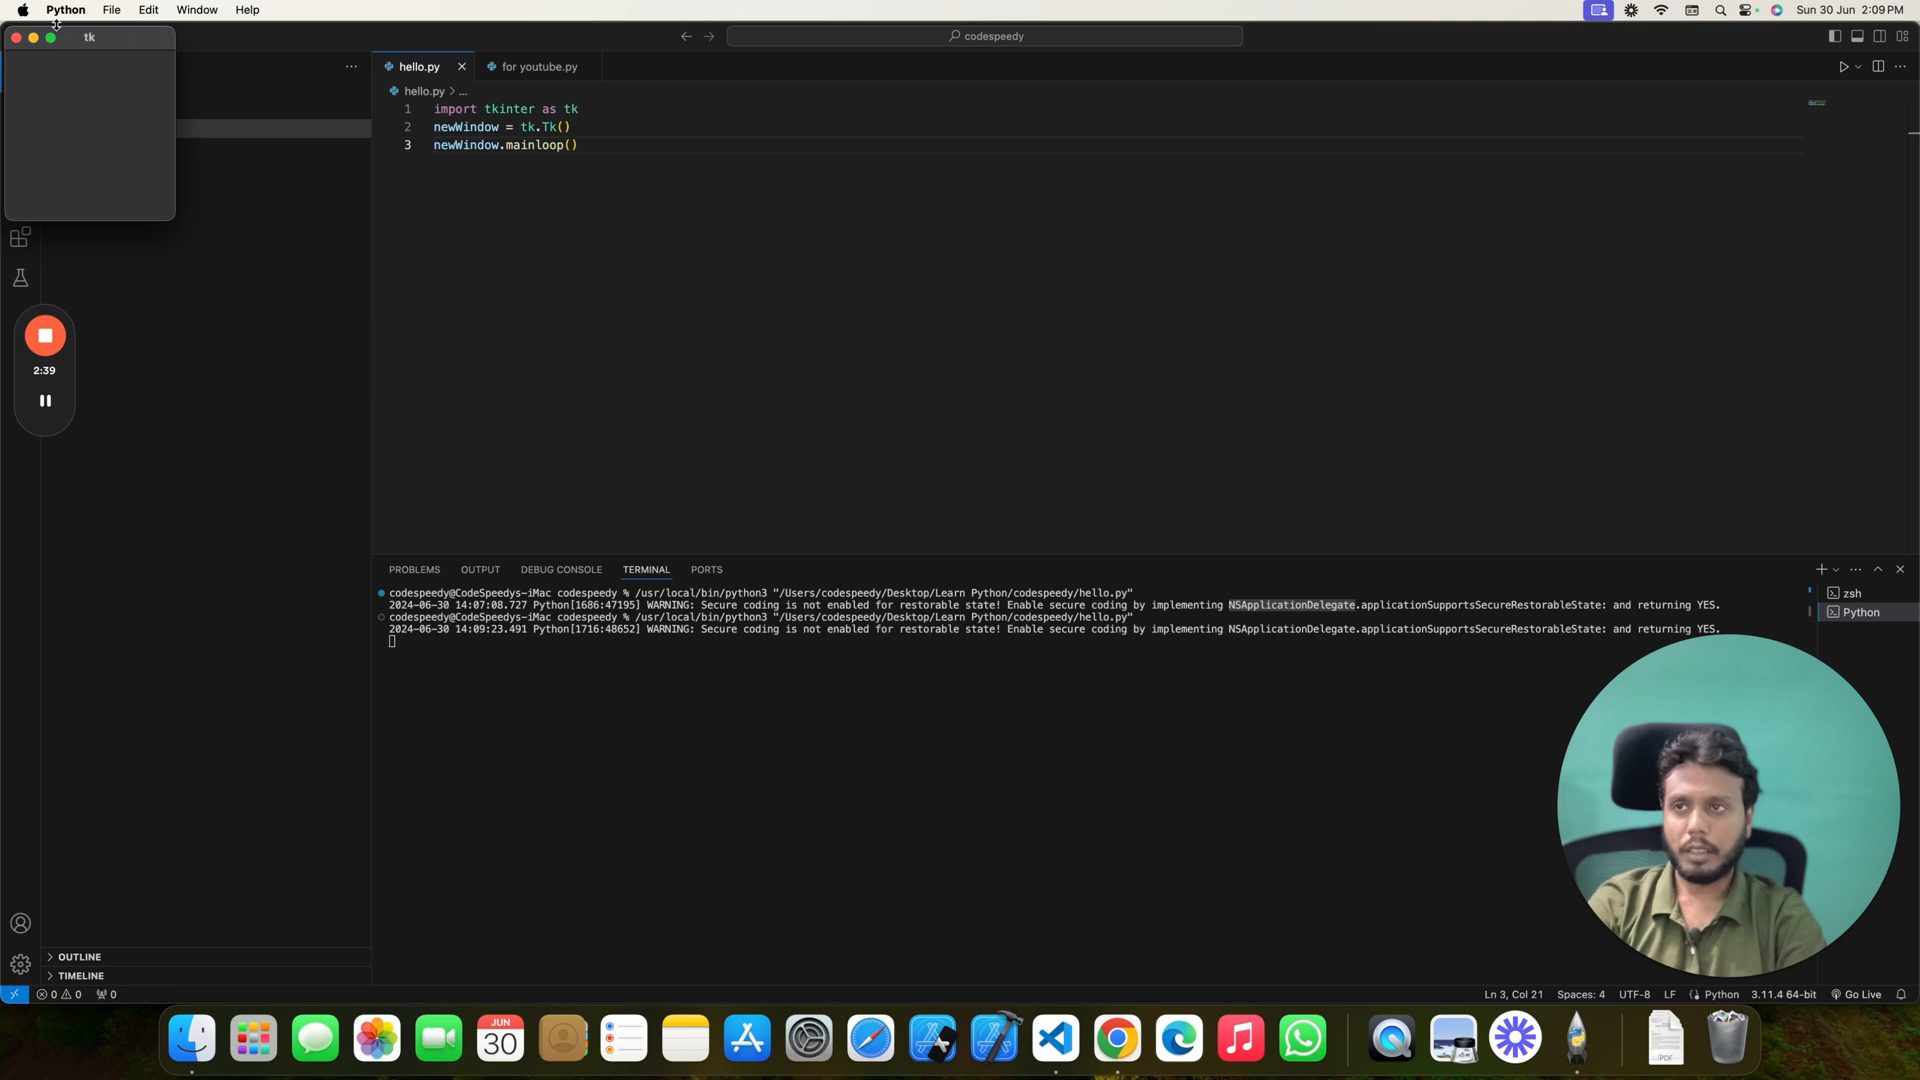 Python File Edit Window Help
Sun 30 Jun 2:09 PM
tk
codespeedy
hello.py
for youtube.py
hello.py > ...
1 import tkinter as tk
2 newWindow = tk.Tk()
3 newWindow.mainloop()
2:39
PROBLEMS OUTPUT DEBUG CONSOLE TERMINAL PORTS
codespeedy@CodeSpeedys-iMac codespeedy % /usr/local/bin/python3 "/Users/codespeedy/Desktop/Learn Python/codespeedy/hello.py"
2024-06-30 14:07:08.727 Python[1686:47195] WARNING: Secure coding is not enabled for restorable state! Enable secure coding by implementing NSApplicationDelegate.applicationSupportsSecureRestorableState: and returning YES.
codespeedy@CodeSpeedys-iMac codespeedy % /usr/local/bin/python3 "/Users/codespeedy/Desktop/Learn Python/codespeedy/hello.py"
2024-06-30 14:09:23.491 Python[1716:48652] WARNING: Secure coding is not enabled for restorable state! Enable secure coding by implementing NSApplicationDelegate.applicationSupportsSecureRestorableState: and returning YES.
zsh
Python
OUTLINE
TIMELINE
0 0 0
Ln 3, Col 21 Spaces: 4 UTF-8 LF Python 3.11.4 64-bit Go Live
JUN
30
PDF